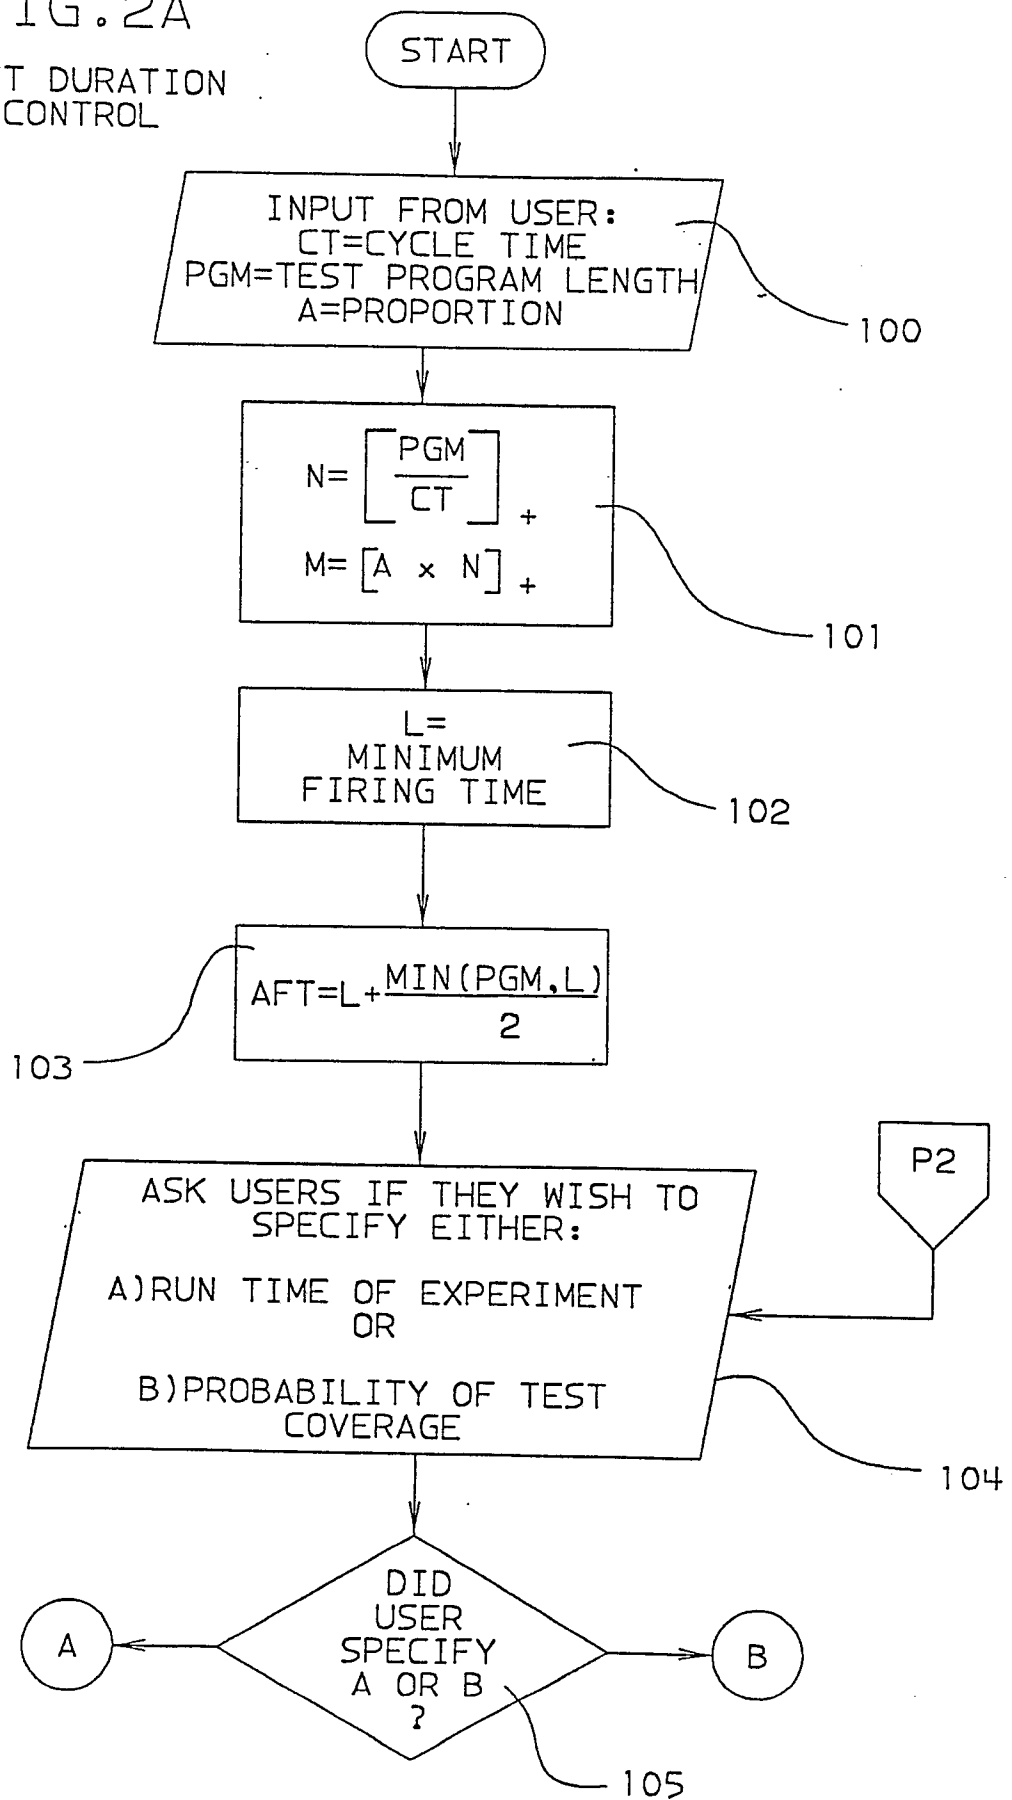 IG.2A
T DURATION
CONTROL
START
INPUT FROM USER:
CT=CYCLE TIME
PGM=TEST PROGRAM LENGTH
A=PROPORTION
100
N= [PGM/CT] +
M= [A × N] +
101
L=
MINIMUM
FIRING TIME
102
AFT=L+MIN(PGM,L)/2
103
P2
ASK USERS IF THEY WISH TO
SPECIFY EITHER:
A)RUN TIME OF EXPERIMENT
OR
B)PROBABILITY OF TEST
COVERAGE
104
DID
USER
SPECIFY
A OR B
?
A
B
105